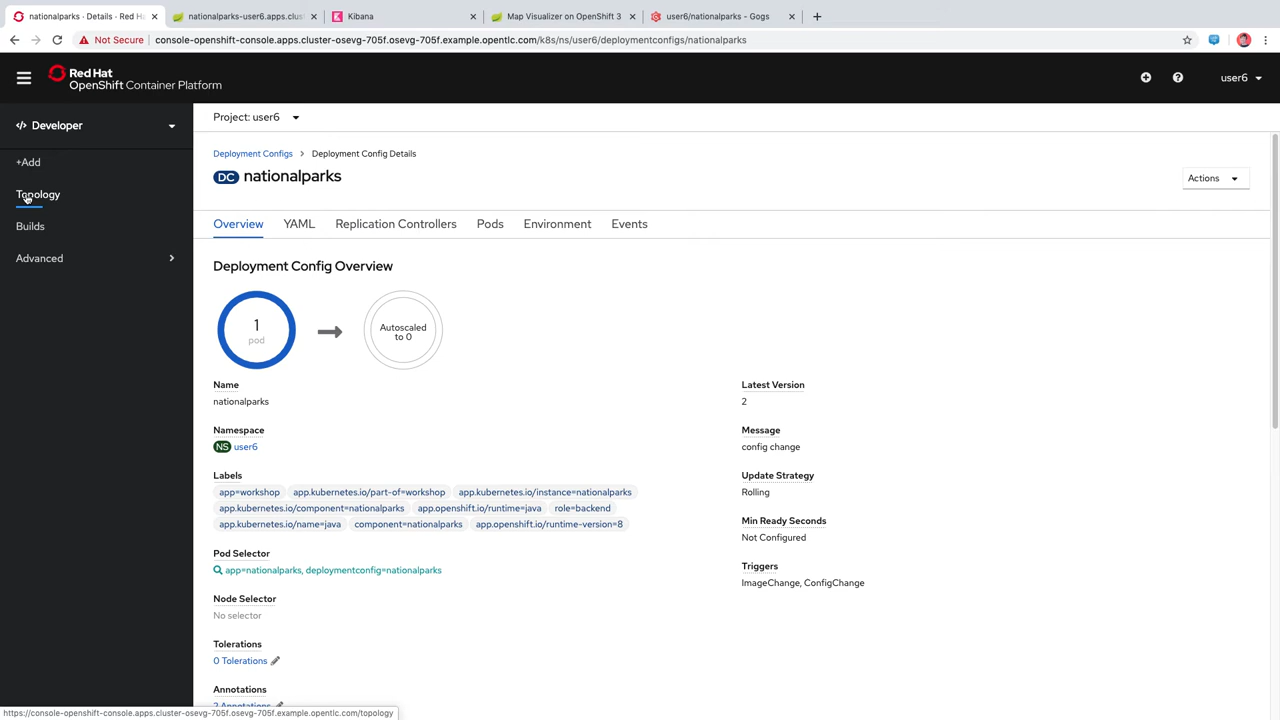 nationalparks · Details · Red Ha
nationalparks-user6.apps.clust
Kibana
Map Visualizer on OpenShift 3
user6/nationalparks - Gogs
Not Secure
console-openshift-console.apps.cluster-osevg-705f.osevg-705f.example.opentlc.com/k8s/ns/user6/deploymentconfigs/nationalparks
Red Hat
OpenShift Container Platform
user6
</> Developer
Project: user6
+Add
Topology
Builds
Advanced
Deployment Configs > Deployment Config Details
DC nationalparks
Actions
Overview YAML Replication Controllers Pods Environment Events
Deployment Config Overview
1
pod
Autoscaled
to 0
Name
nationalparks
Latest Version
2
Namespace
NS user6
Message
config change
Labels
app=workshop app.kubernetes.io/part-of=workshop app.kubernetes.io/instance=nationalparks
app.kubernetes.io/component=nationalparks app.openshift.io/runtime=java role=backend
app.kubernetes.io/name=java component=nationalparks app.openshift.io/runtime-version=8
Update Strategy
Rolling
Min Ready Seconds
Not Configured
Pod Selector
app=nationalparks, deploymentconfig=nationalparks
Triggers
ImageChange, ConfigChange
Node Selector
No selector
Tolerations
0 Tolerations
Annotations
2 Annotations
https://console-openshift-console.apps.cluster-osevg-705f.osevg-705f.example.opentlc.com/topology